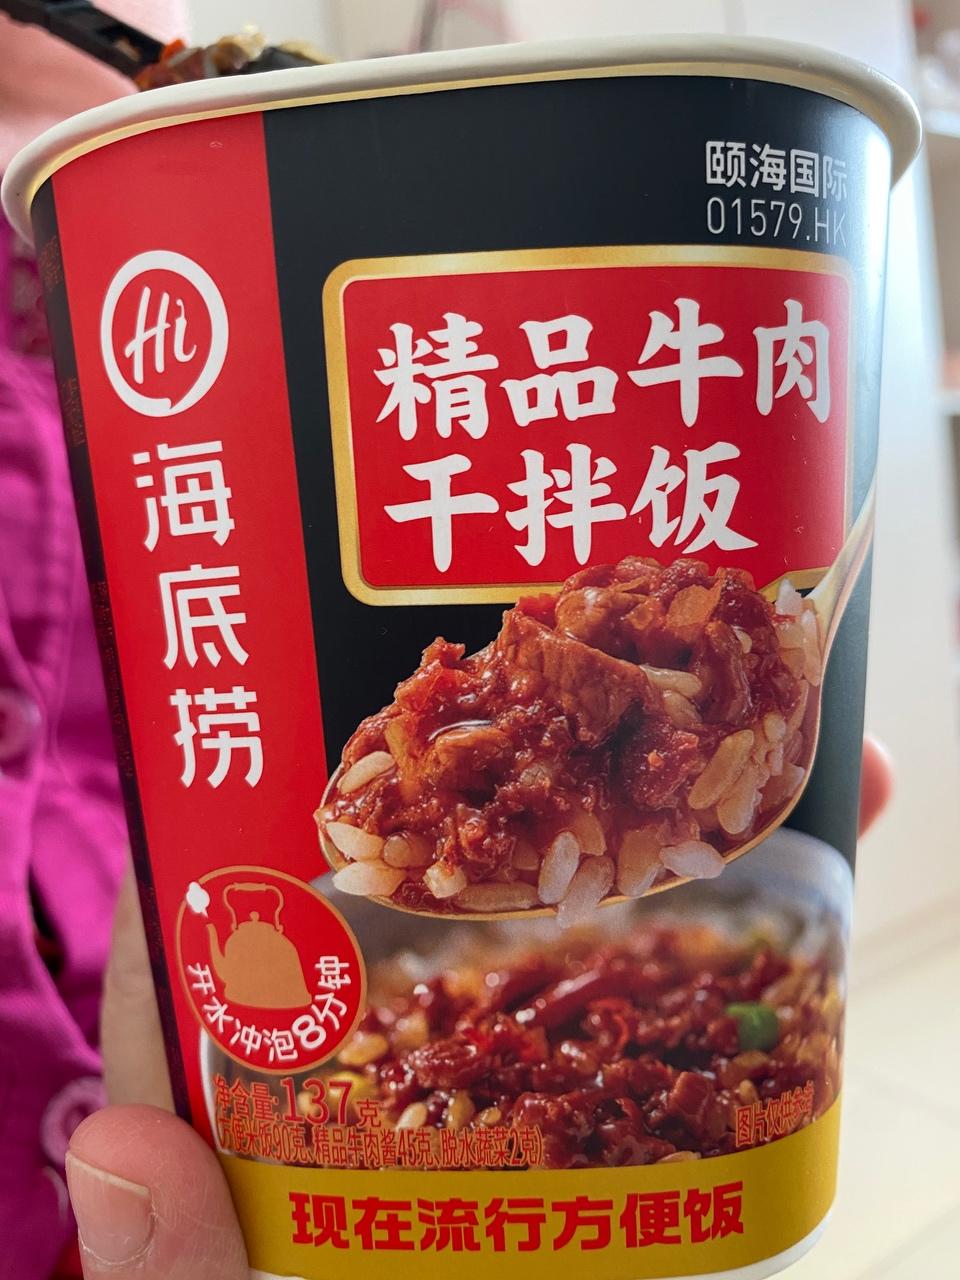 颐海国际
01579.HK
Hi
海底捞
精品牛肉
干拌饭
开水冲泡8分钟
净含量:137克
(方便米饭90克、精品牛肉酱45克、脱水蔬菜2克)
图片仅供参考
现在流行方便饭